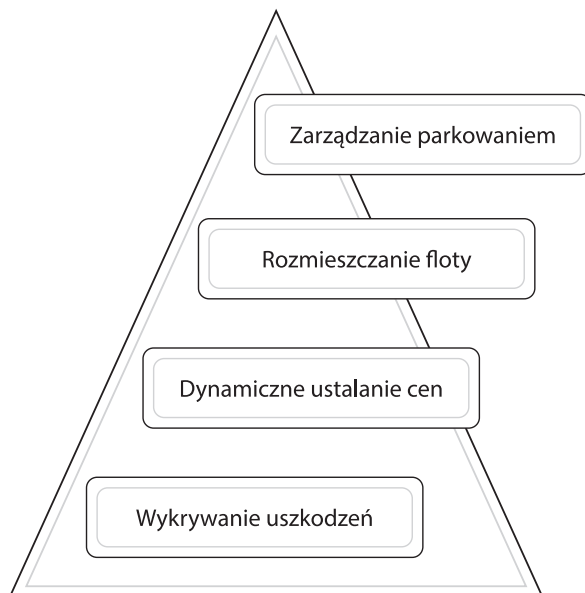 Zarządzanie parkowaniem
Rozmieszczanie floty
Dynamiczne ustalanie cen
Wykrywanie uszkodzeń